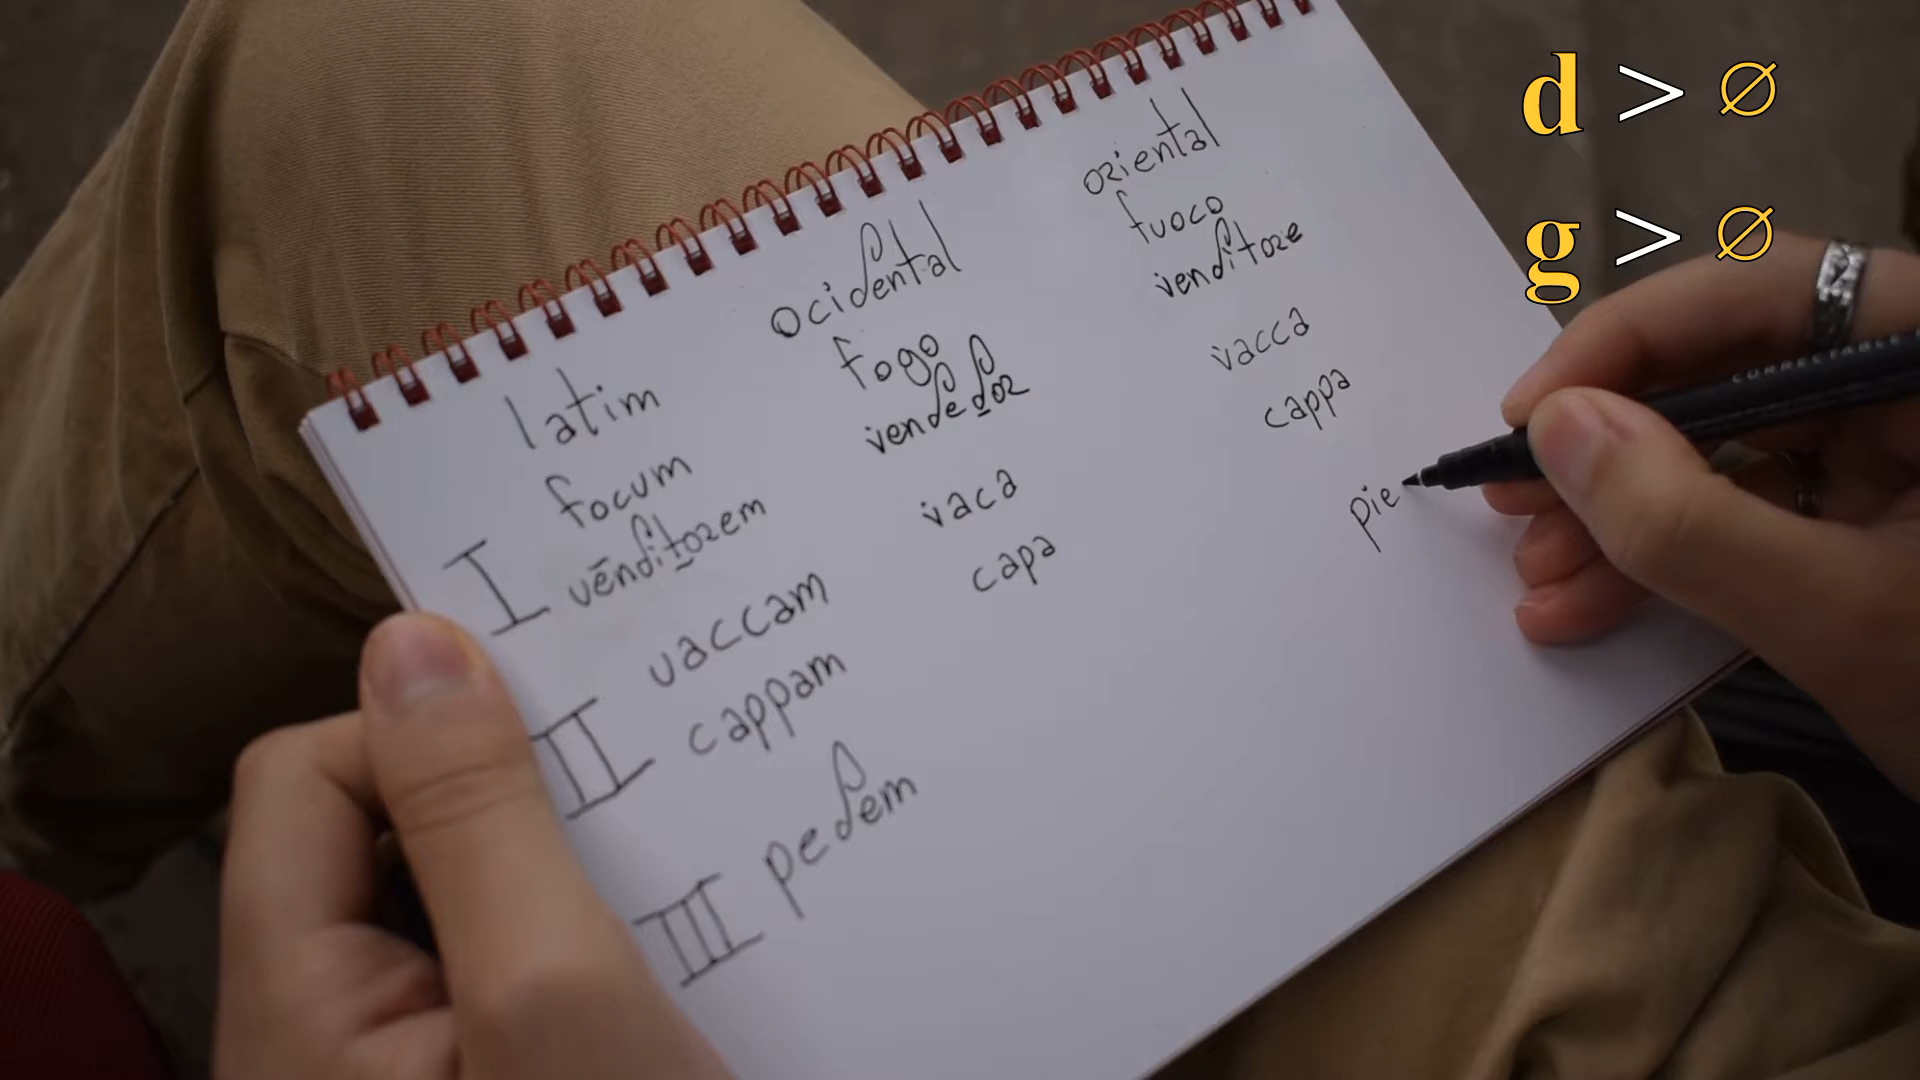 d > ∅
g > ∅
latim ocidental oriental
focum fogo fuoco
I vēnditorem vendedor venditore
uaccam vaca vacca
II cappam capa cappa
III pedem pie
CORRECTABLE